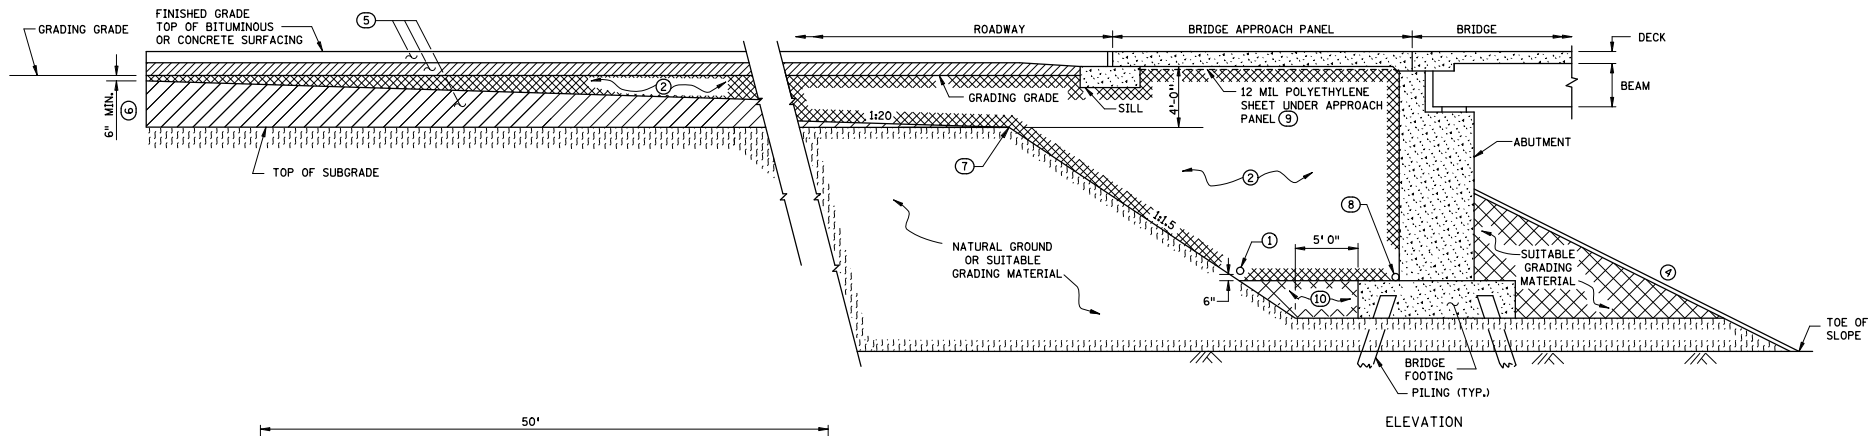 FINISHED GRADE
TOP OF BITUMINOUS
OR CONCRETE SURFACING
5
GRADING GRADE
ROADWAY
BRIDGE APPROACH PANEL
BRIDGE
DECK
BEAM
2
GRADING GRADE
SILL
4'-0"
12 MIL POLYETHYLENE
SHEET UNDER APPROACH
PANEL 9
6" MIN.
6
1:20
ABUTMENT
TOP OF SUBGRADE
7
2
8
1:1.5
NATURAL GROUND
OR SUITABLE
GRADING MATERIAL
1
5' 0"
SUITABLE
GRADING
MATERIAL
4
6"
10
TOE OF
SLOPE
BRIDGE
FOOTING
PILING (TYP.)
50'
ELEVATION